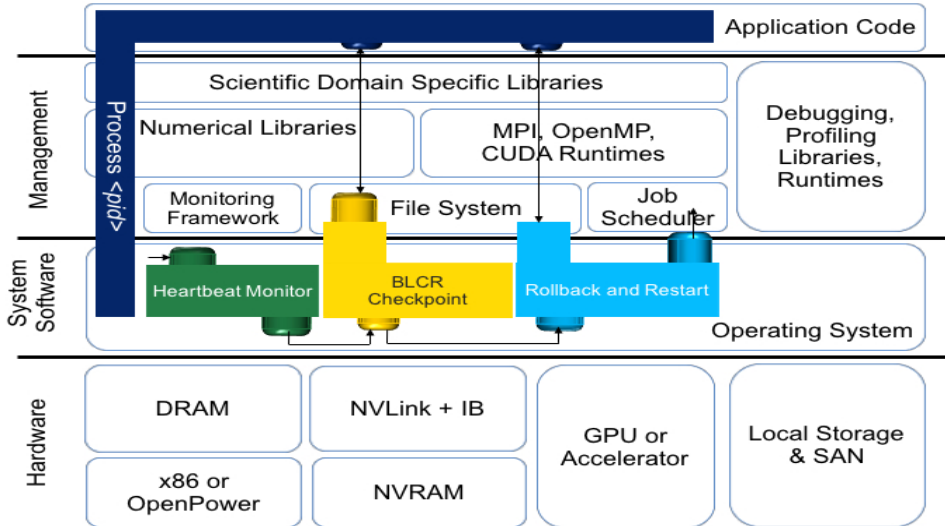 Application Code
Management
Process <pid>
Scientific Domain Specific Libraries
Numerical Libraries
MPI, OpenMP,
CUDA Runtimes
Debugging,
Profiling
Libraries,
Runtimes
Monitoring
Framework
File System
Job
Scheduler
System
Software
Heartbeat Monitor
BLCR
Checkpoint
Rollback and Restart
Operating System
Hardware
DRAM
NVLink + IB
GPU or
Accelerator
Local Storage
& SAN
x86 or
OpenPower
NVRAM